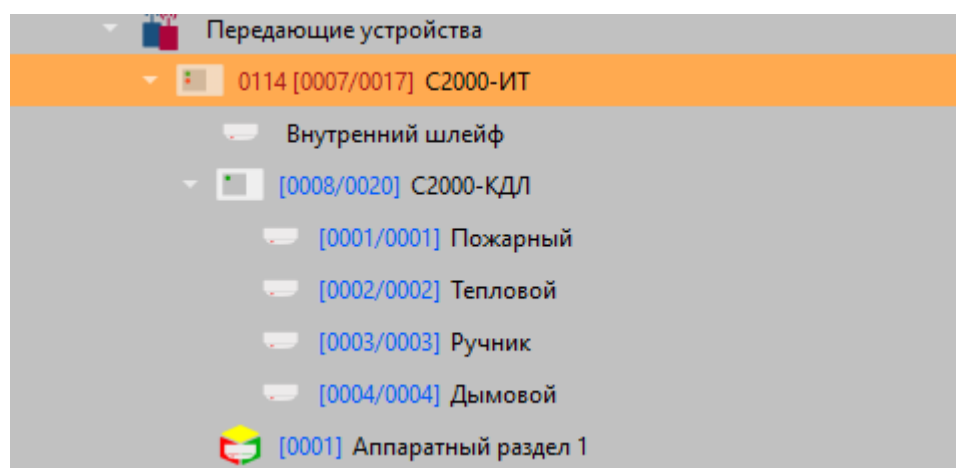 Передающие устройства
0114 [0007/0017] С2000-ИТ
Внутренний шлейф
[0008/0020] С2000-КДЛ
[0001/0001] Пожарный
[0002/0002] Тепловой
[0003/0003] Ручник
[0004/0004] Дымовой
[0001] Аппаратный раздел 1